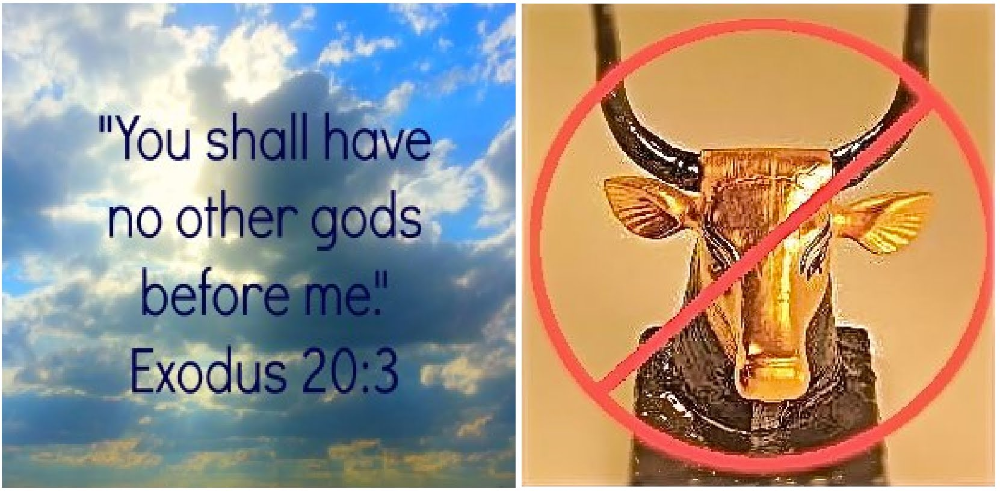 "You shall have
no other gods
before me."
Exodus 20:3